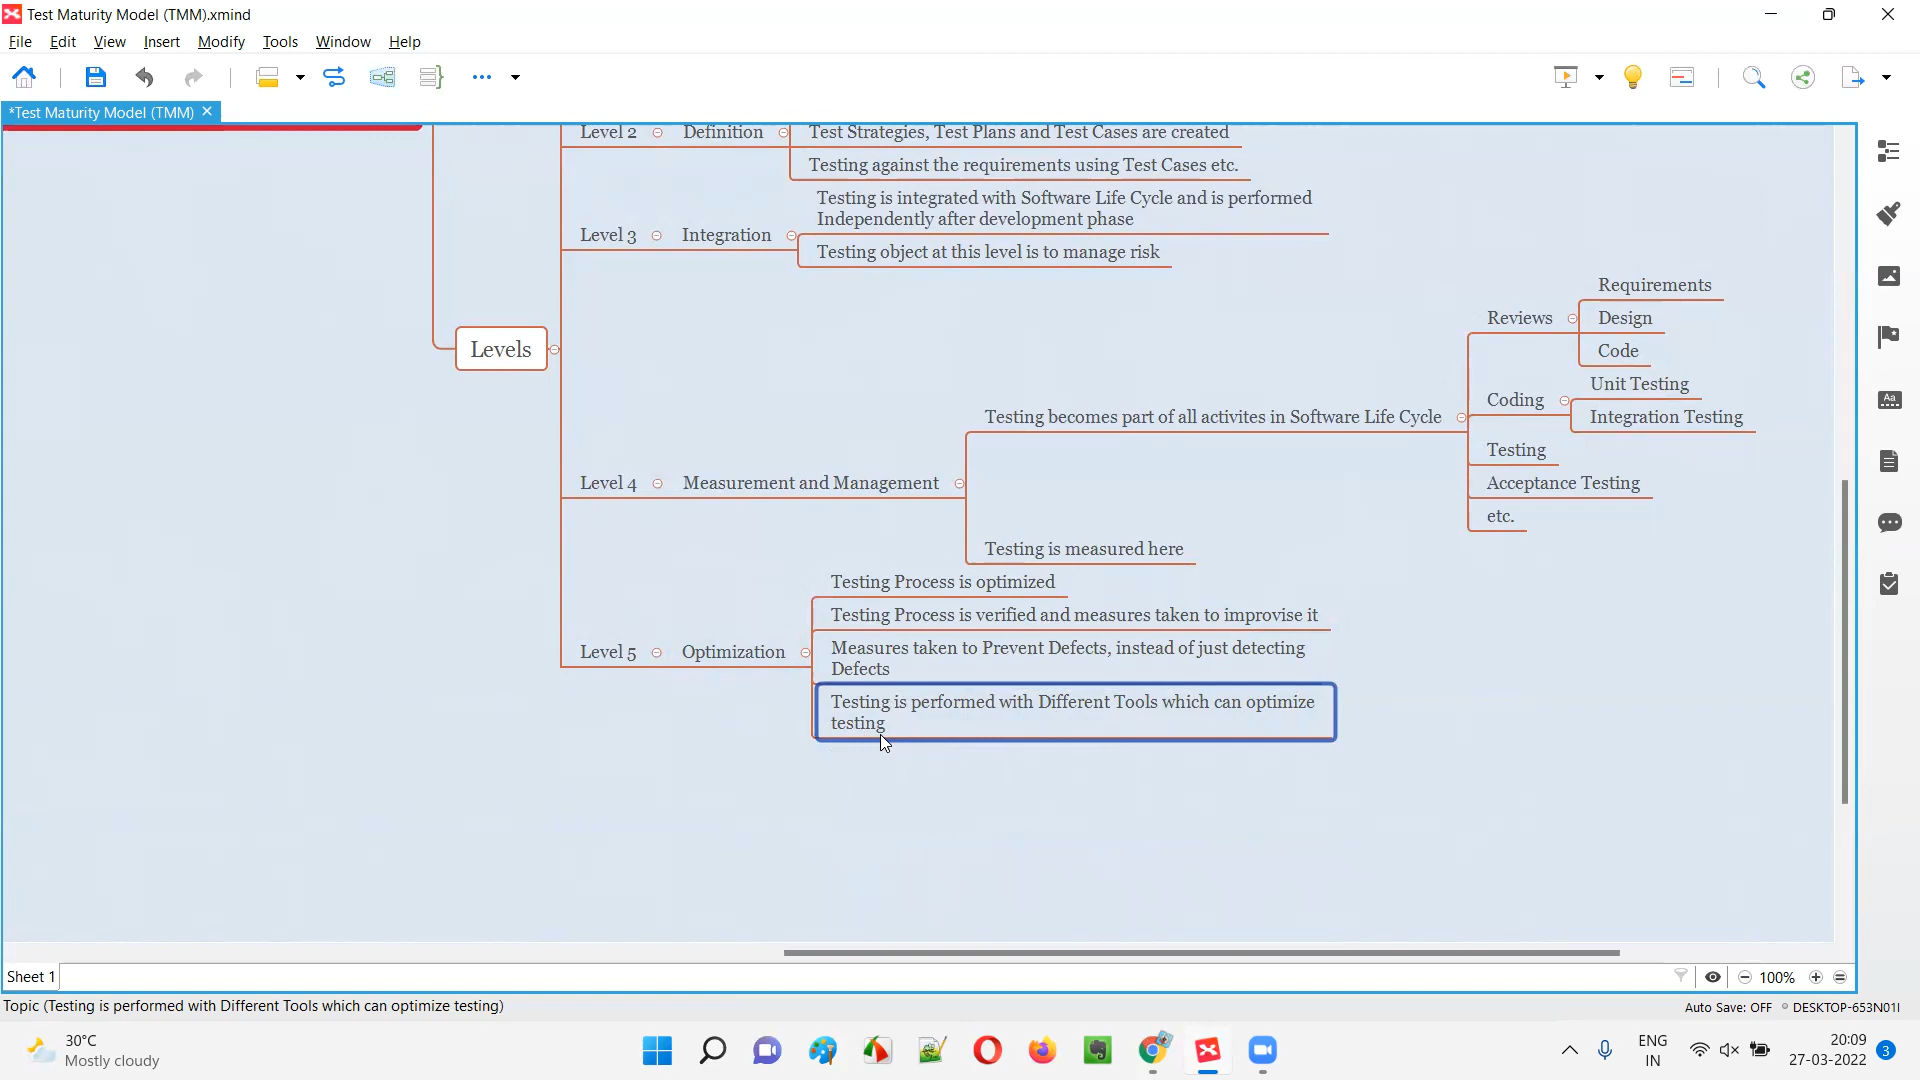 Test Maturity Model (TMM).xmind
File Edit View Insert Modify Tools Window Help
*Test Maturity Model (TMM)
Level 2 Definition Test Strategies, Test Plans and Test Cases are created
Testing against the requirements using Test Cases etc.
Testing is integrated with Software Life Cycle and is performed
Independently after development phase
Level 3 Integration
Testing object at this level is to manage risk
Levels
Requirements
Reviews Design
Code
Unit Testing
Coding
Testing becomes part of all activites in Software Life Cycle Integration Testing
Testing
Level 4 Measurement and Management Acceptance Testing
etc.
Testing is measured here
Testing Process is optimized
Testing Process is verified and measures taken to improvise it
Level 5 Optimization Measures taken to Prevent Defects, instead of just detecting
Defects
Testing is performed with Different Tools which can optimize
testing
Sheet 1 100%
Topic (Testing is performed with Different Tools which can optimize testing) Auto Save: OFF DESKTOP-653N01I
30°C
Mostly cloudy
ENG
IN
20:09
27-03-2022
3
Aa